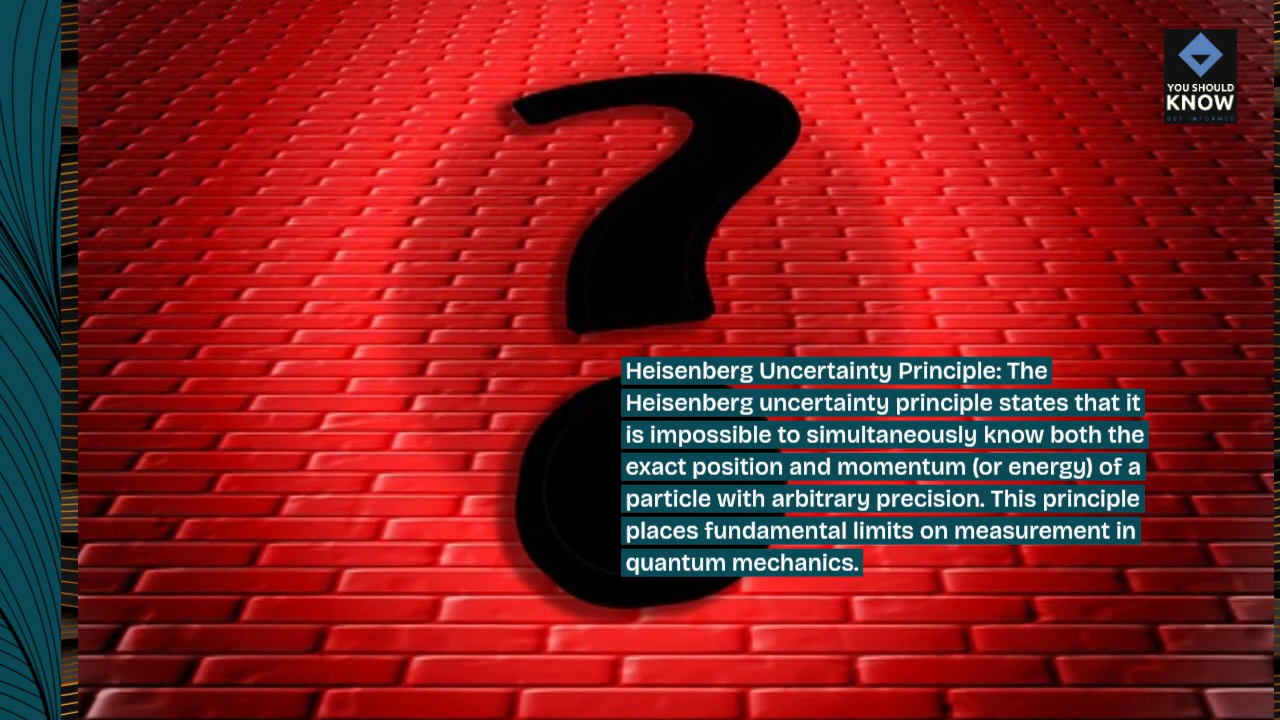 YOU SHOULD
KNOW
GET INFORMED
Heisenberg Uncertainty Principle: The
Heisenberg uncertainty principle states that it
is impossible to simultaneously know both the
exact position and momentum (or energy) of a
particle with arbitrary precision. This principle
places fundamental limits on measurement in
quantum mechanics.